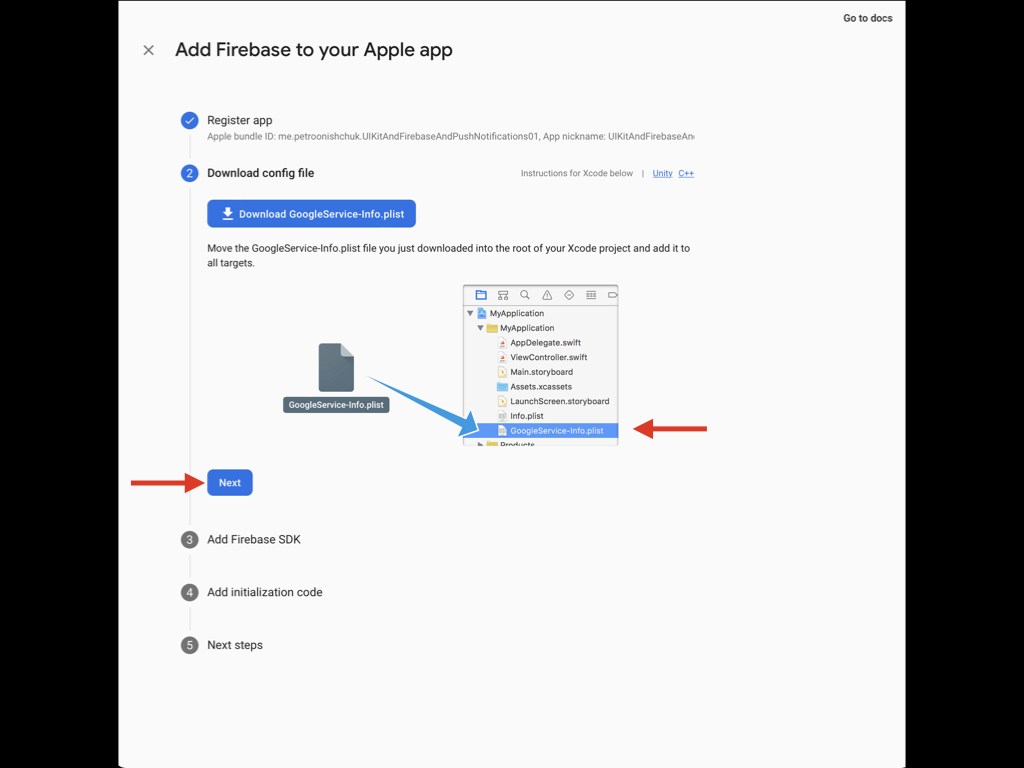 Go to docs
Add Firebase to your Apple app
Register app
Apple bundle ID: me.petroonishchuk.UIKitAndFirebaseAndPushNotifications01, App nickname: UIKitAndFirebaseAn
2 Download config file
Instructions for Xcode below | Unity C++
Download GoogleService-Info.plist
Move the GoogleService-Info.plist file you just downloaded into the root of your Xcode project and add it to
all targets.
MyApplication
MyApplication
AppDelegate.swift
ViewController.swift
Main.storyboard
Assets.xcassets
LaunchScreen.storyboard
Info.plist
GoogleService-Info.plist
Products
GoogleService-Info.plist
Next
3 Add Firebase SDK
4 Add initialization code
5 Next steps